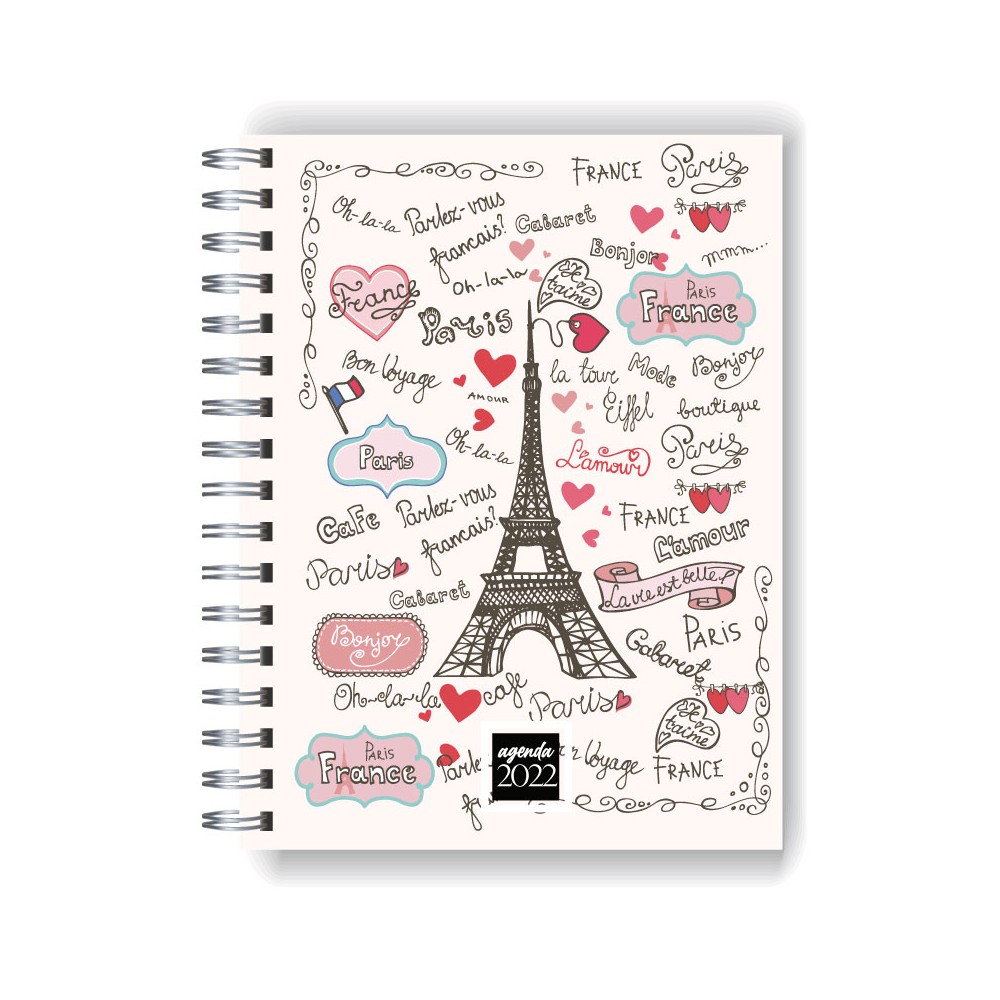 FRANCE
Paris
Oh-la-la
Parlez-vous
francais?
Cabaret
Bonjor
mmm...
Oh-la-la
Je
t'aime
France
Paris
PARIS
France
Bon Voyage
AMOUR
la tour
Eiffel
Mode
Bonjor
boutique
Paris
Oh-la-la
L'amour
Paris
CaFe
Parlez-vous
francais?
FRANCE
L'amour
Paris
Cabaret
La vie est belle!
Bonjor
PARIS
Cabaret
Oh-la-la
cafe
Paris
Je
t'aime
PARIS
France
Parle
agenda
2022
Voyage
FRANCE